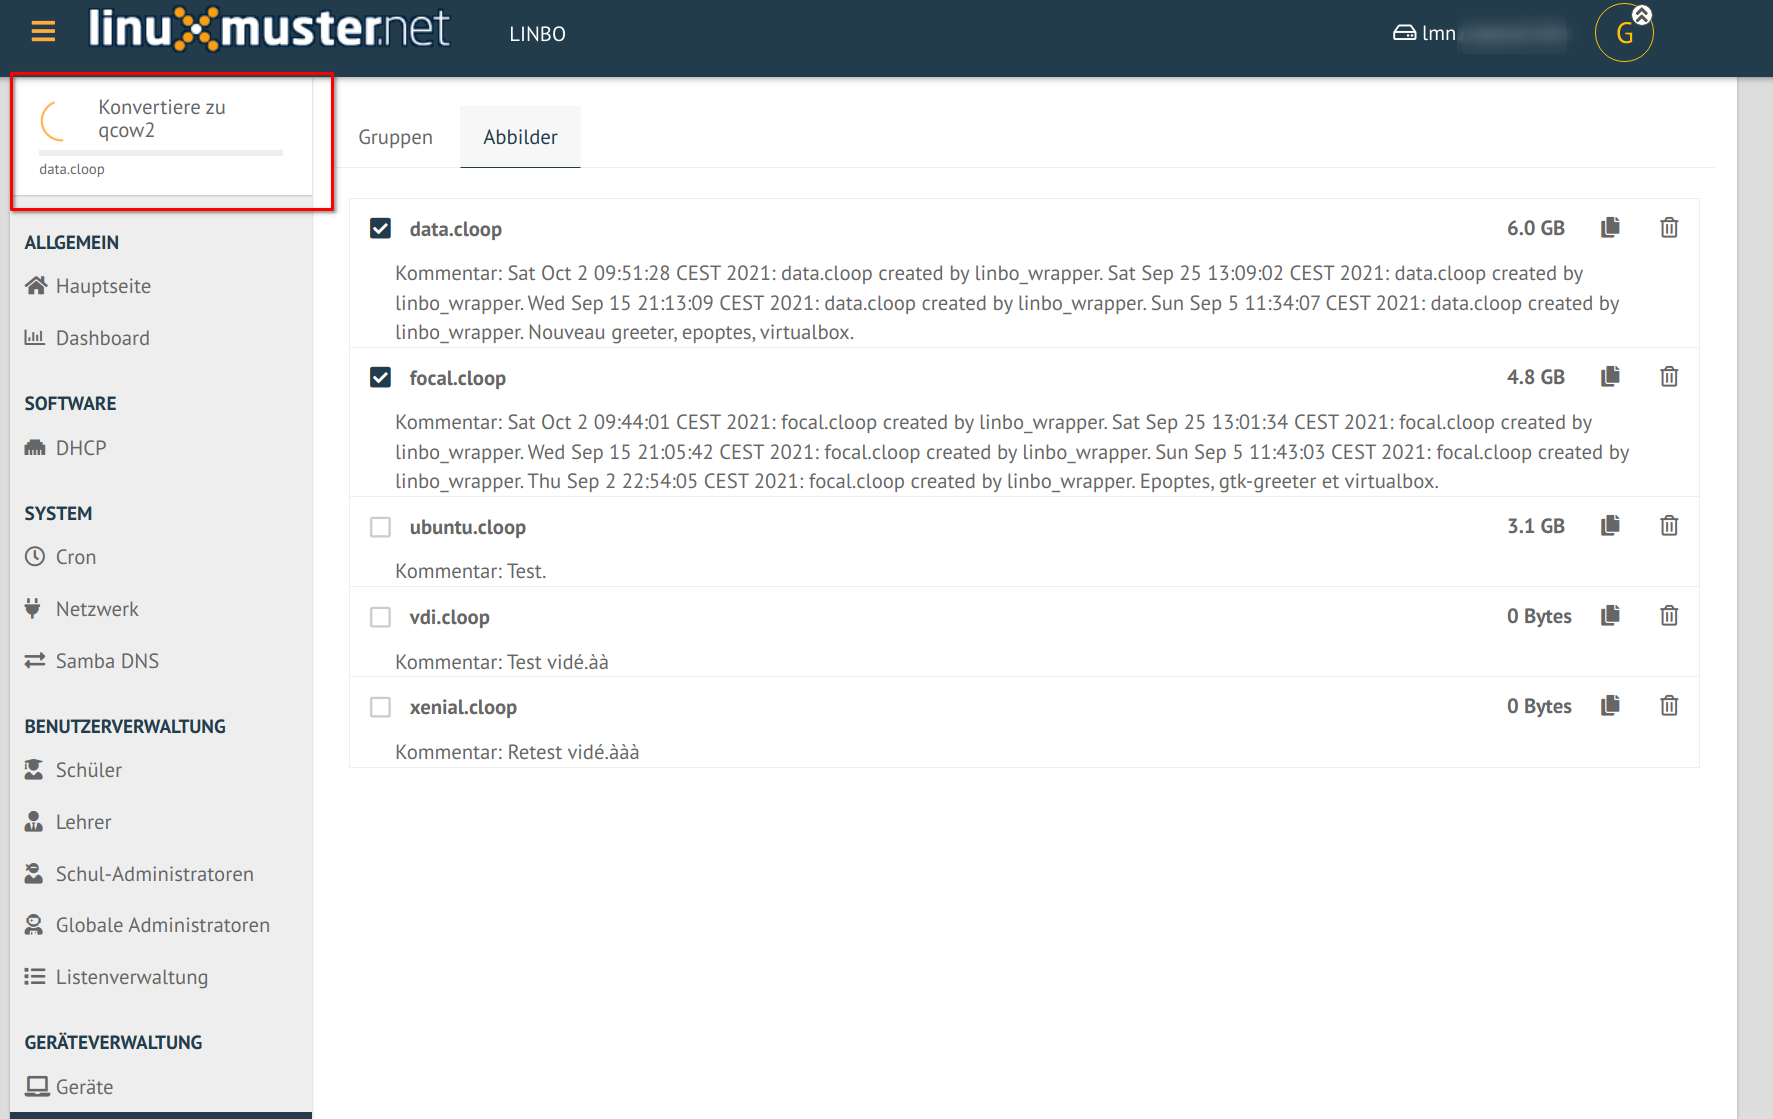 linuxmuster.net
LINBO
lmn
G
Konvertiere zu
qcow2
data.cloop
ALLGEMEIN
Hauptseite
Dashboard
SOFTWARE
DHCP
SYSTEM
Cron
Netzwerk
Samba DNS
BENUTZERVERWALTUNG
Schüler
Lehrer
Schul-Administratoren
Globale Administratoren
Listenverwaltung
GERÄTEVERWALTUNG
Geräte
Gruppen
Abbilder
data.cloop
6.0 GB
Kommentar: Sat Oct 2 09:51:28 CEST 2021: data.cloop created by linbo_wrapper. Sat Sep 25 13:09:02 CEST 2021: data.cloop created by
linbo_wrapper. Wed Sep 15 21:13:09 CEST 2021: data.cloop created by linbo_wrapper. Sun Sep 5 11:34:07 CEST 2021: data.cloop created by
linbo_wrapper. Nouveau greeter, epoptes, virtualbox.
focal.cloop
4.8 GB
Kommentar: Sat Oct 2 09:44:01 CEST 2021: focal.cloop created by linbo_wrapper. Sat Sep 25 13:01:34 CEST 2021: focal.cloop created by
linbo_wrapper. Wed Sep 15 21:05:42 CEST 2021: focal.cloop created by linbo_wrapper. Sun Sep 5 11:43:03 CEST 2021: focal.cloop created by
linbo_wrapper. Thu Sep 2 22:54:05 CEST 2021: focal.cloop created by linbo_wrapper. Epoptes, gtk-greeter et virtualbox.
ubuntu.cloop
3.1 GB
Kommentar: Test.
vdi.cloop
0 Bytes
Kommentar: Test vidé.àà
xenial.cloop
0 Bytes
Kommentar: Retest vidé.ààà